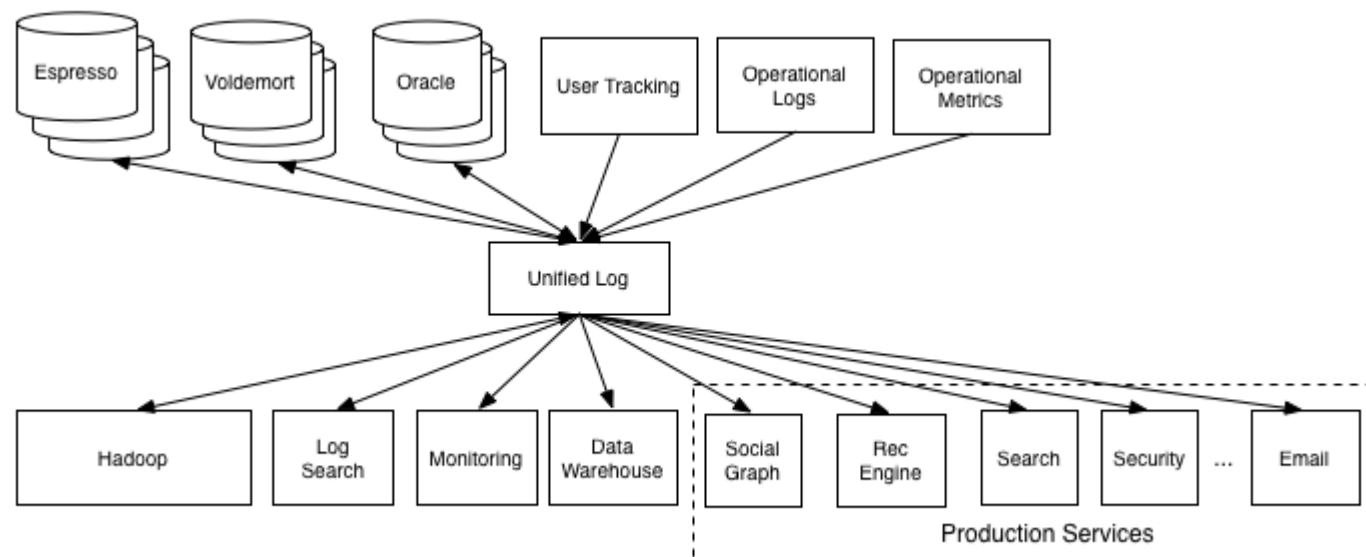 Espresso
Voldemort
Oracle
User Tracking
Operational
Logs
Operational
Metrics
Unified Log
Hadoop
Log
Search
Monitoring
Data
Warehouse
Social
Graph
Rec
Engine
Search
Security
...
Email
Production Services